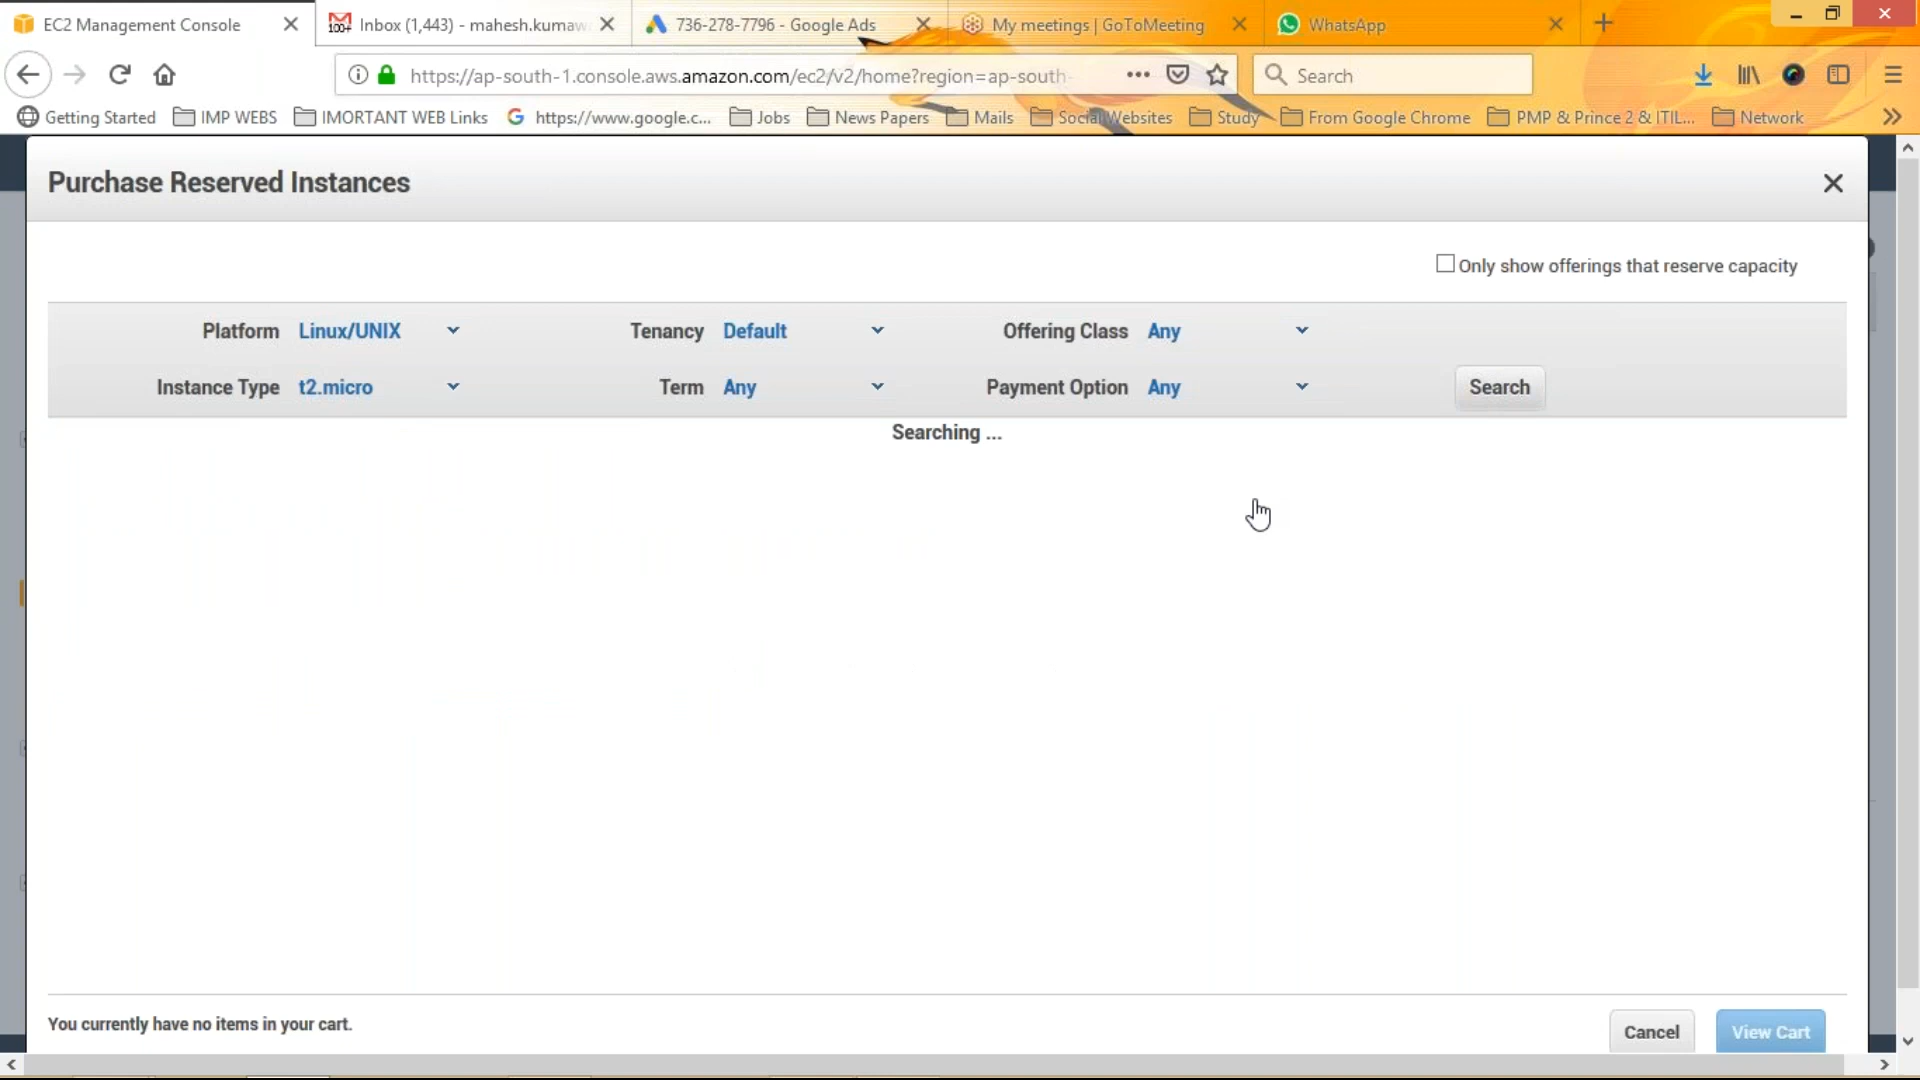 EC2 Management Console
100+ Inbox (1,443) - mahesh.kumaw
736-278-7796 - Google Ads
My meetings | GoToMeeting
WhatsApp
https://ap-south-1.console.aws.amazon.com/ec2/v2/home?region=ap-south-
Search
Getting Started
IMP WEBS
IMORTANT WEB Links
https://www.google.c...
Jobs
News Papers
Mails
Social Websites
Study
From Google Chrome
PMP & Prince 2 & ITIL...
Network
Purchase Reserved Instances
Only show offerings that reserve capacity
Platform Linux/UNIX
Tenancy Default
Offering Class Any
Instance Type t2.micro
Term Any
Payment Option Any
Search
Searching ...
You currently have no items in your cart.
Cancel
View Cart